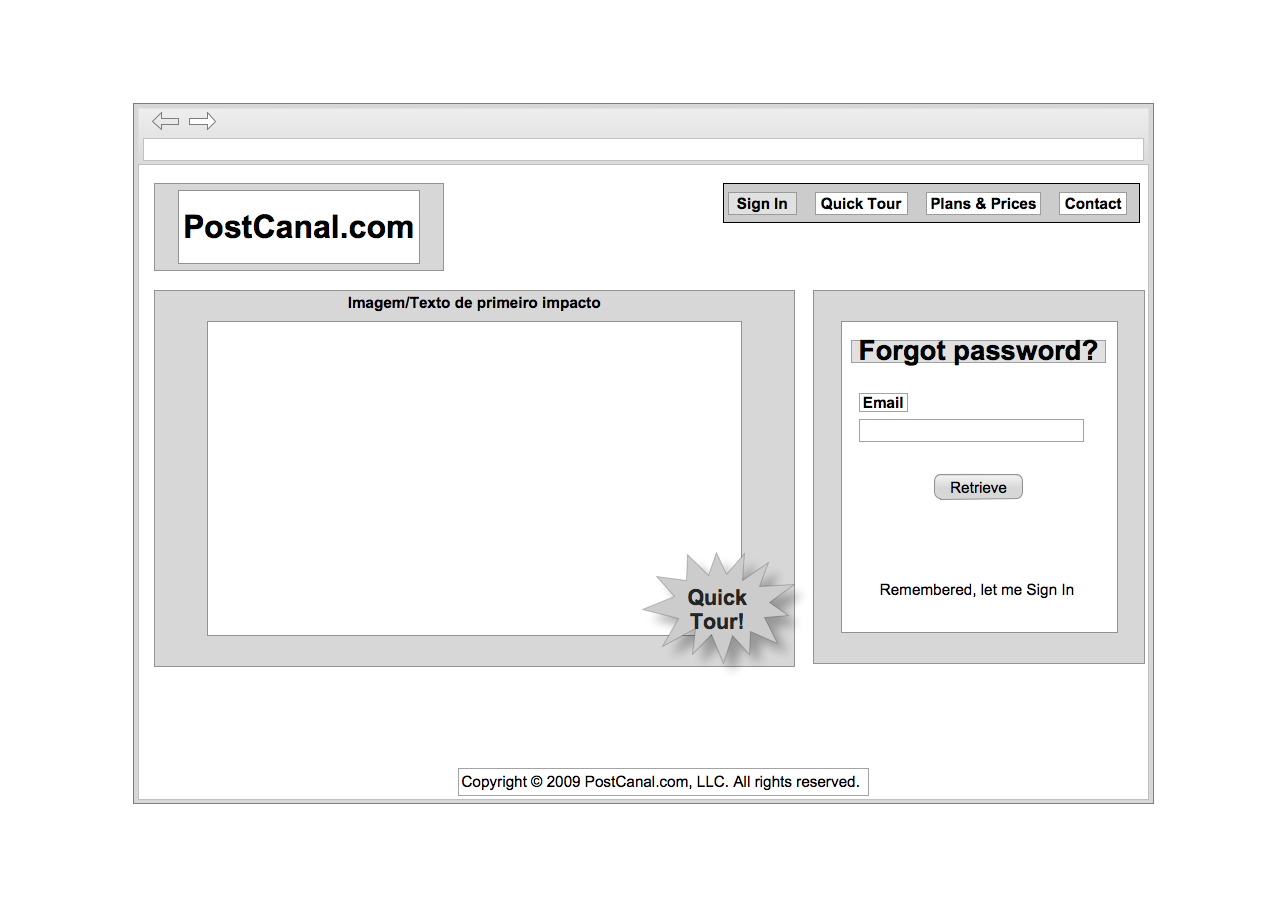 PostCanal.com
Sign In
Quick Tour
Plans & Prices
Contact
Imagem/Texto de primeiro impacto
Quick
Tour!
Forgot password?
Email
Retrieve
Remembered, let me Sign In
Copyright © 2009 PostCanal.com, LLC. All rights reserved.